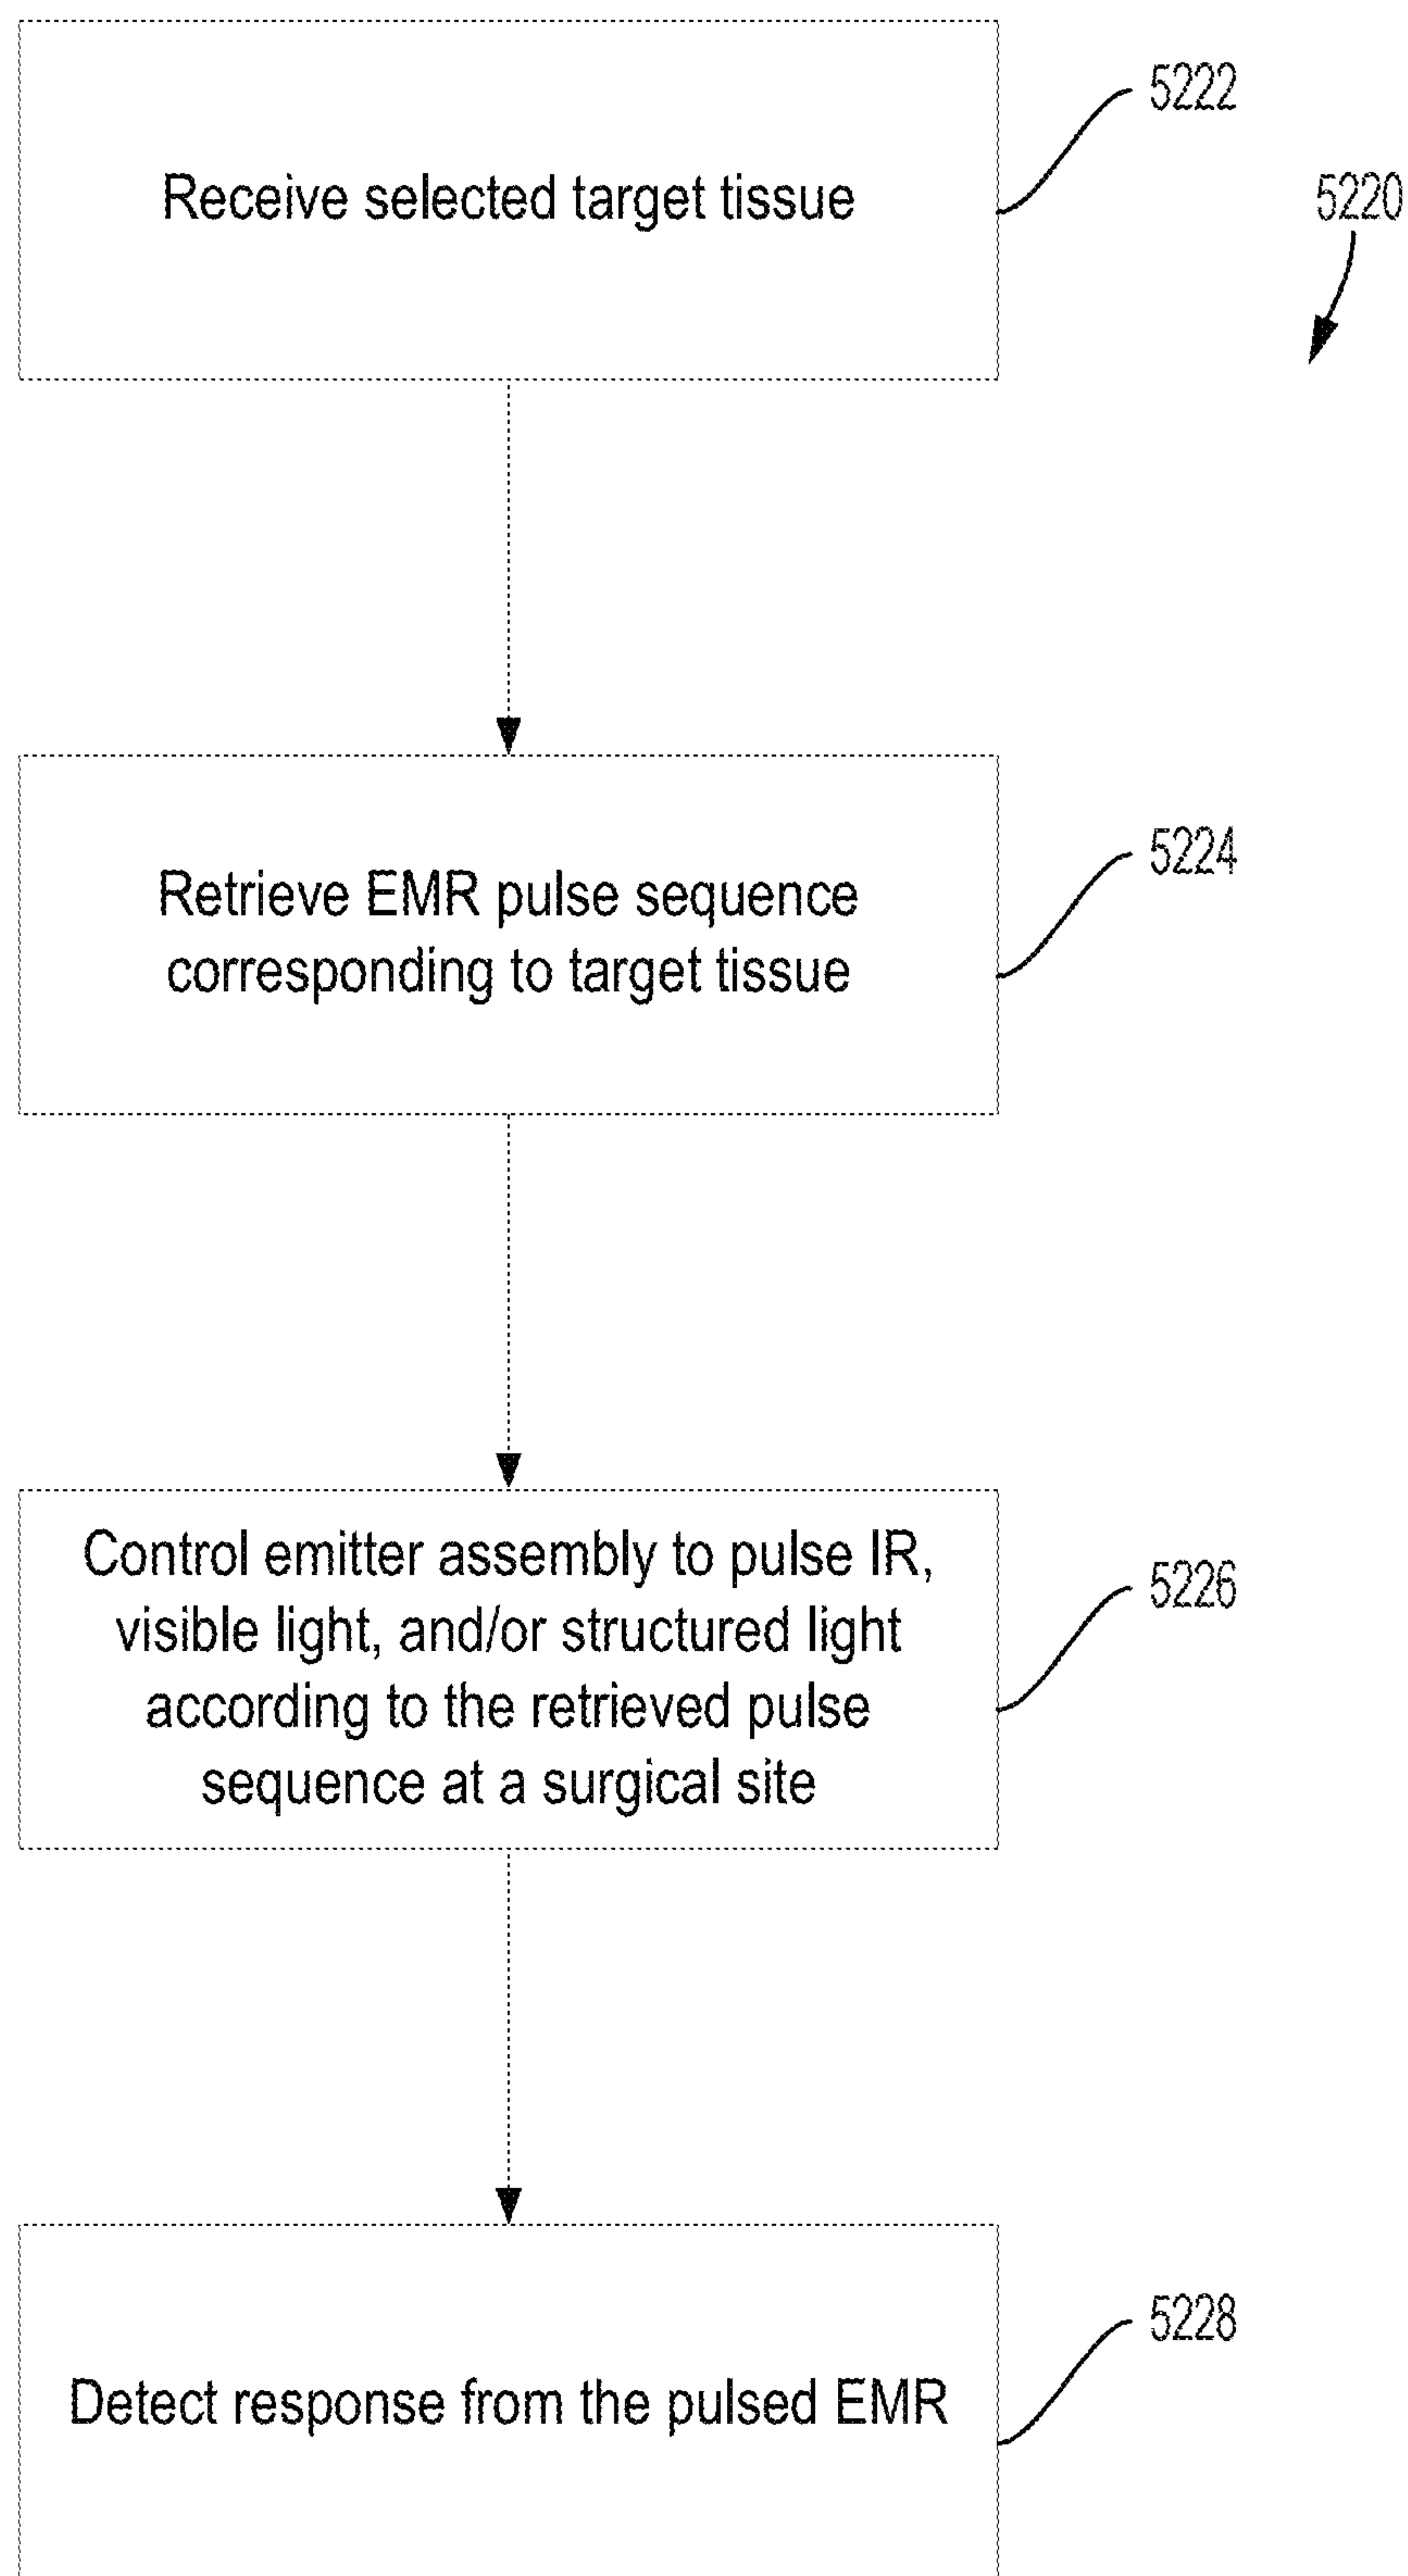 Receive selected target tissue
5222
5220
Retrieve EMR pulse sequence
corresponding to target tissue
5224
Control emitter assembly to pulse IR,
visible light, and/or structured light
according to the retrieved pulse
sequence at a surgical site
5226
Detect response from the pulsed EMR
5228